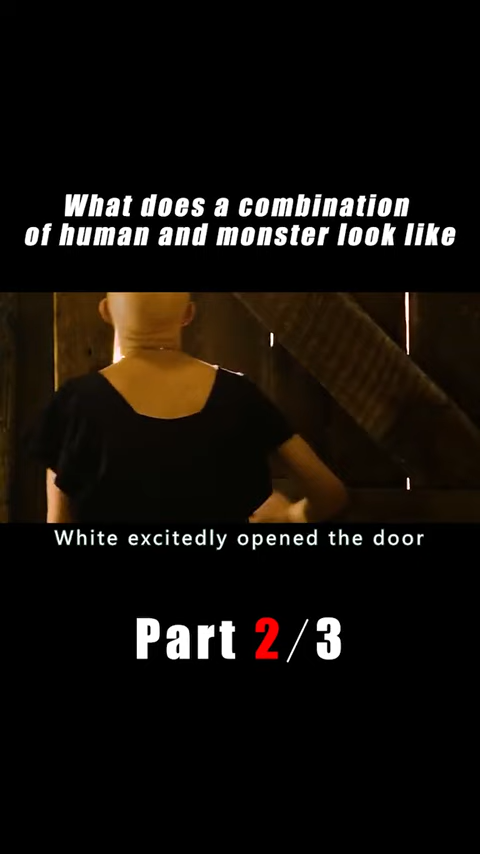 What does a combination
of human and monster look like
White excitedly opened the door
Part 2/3